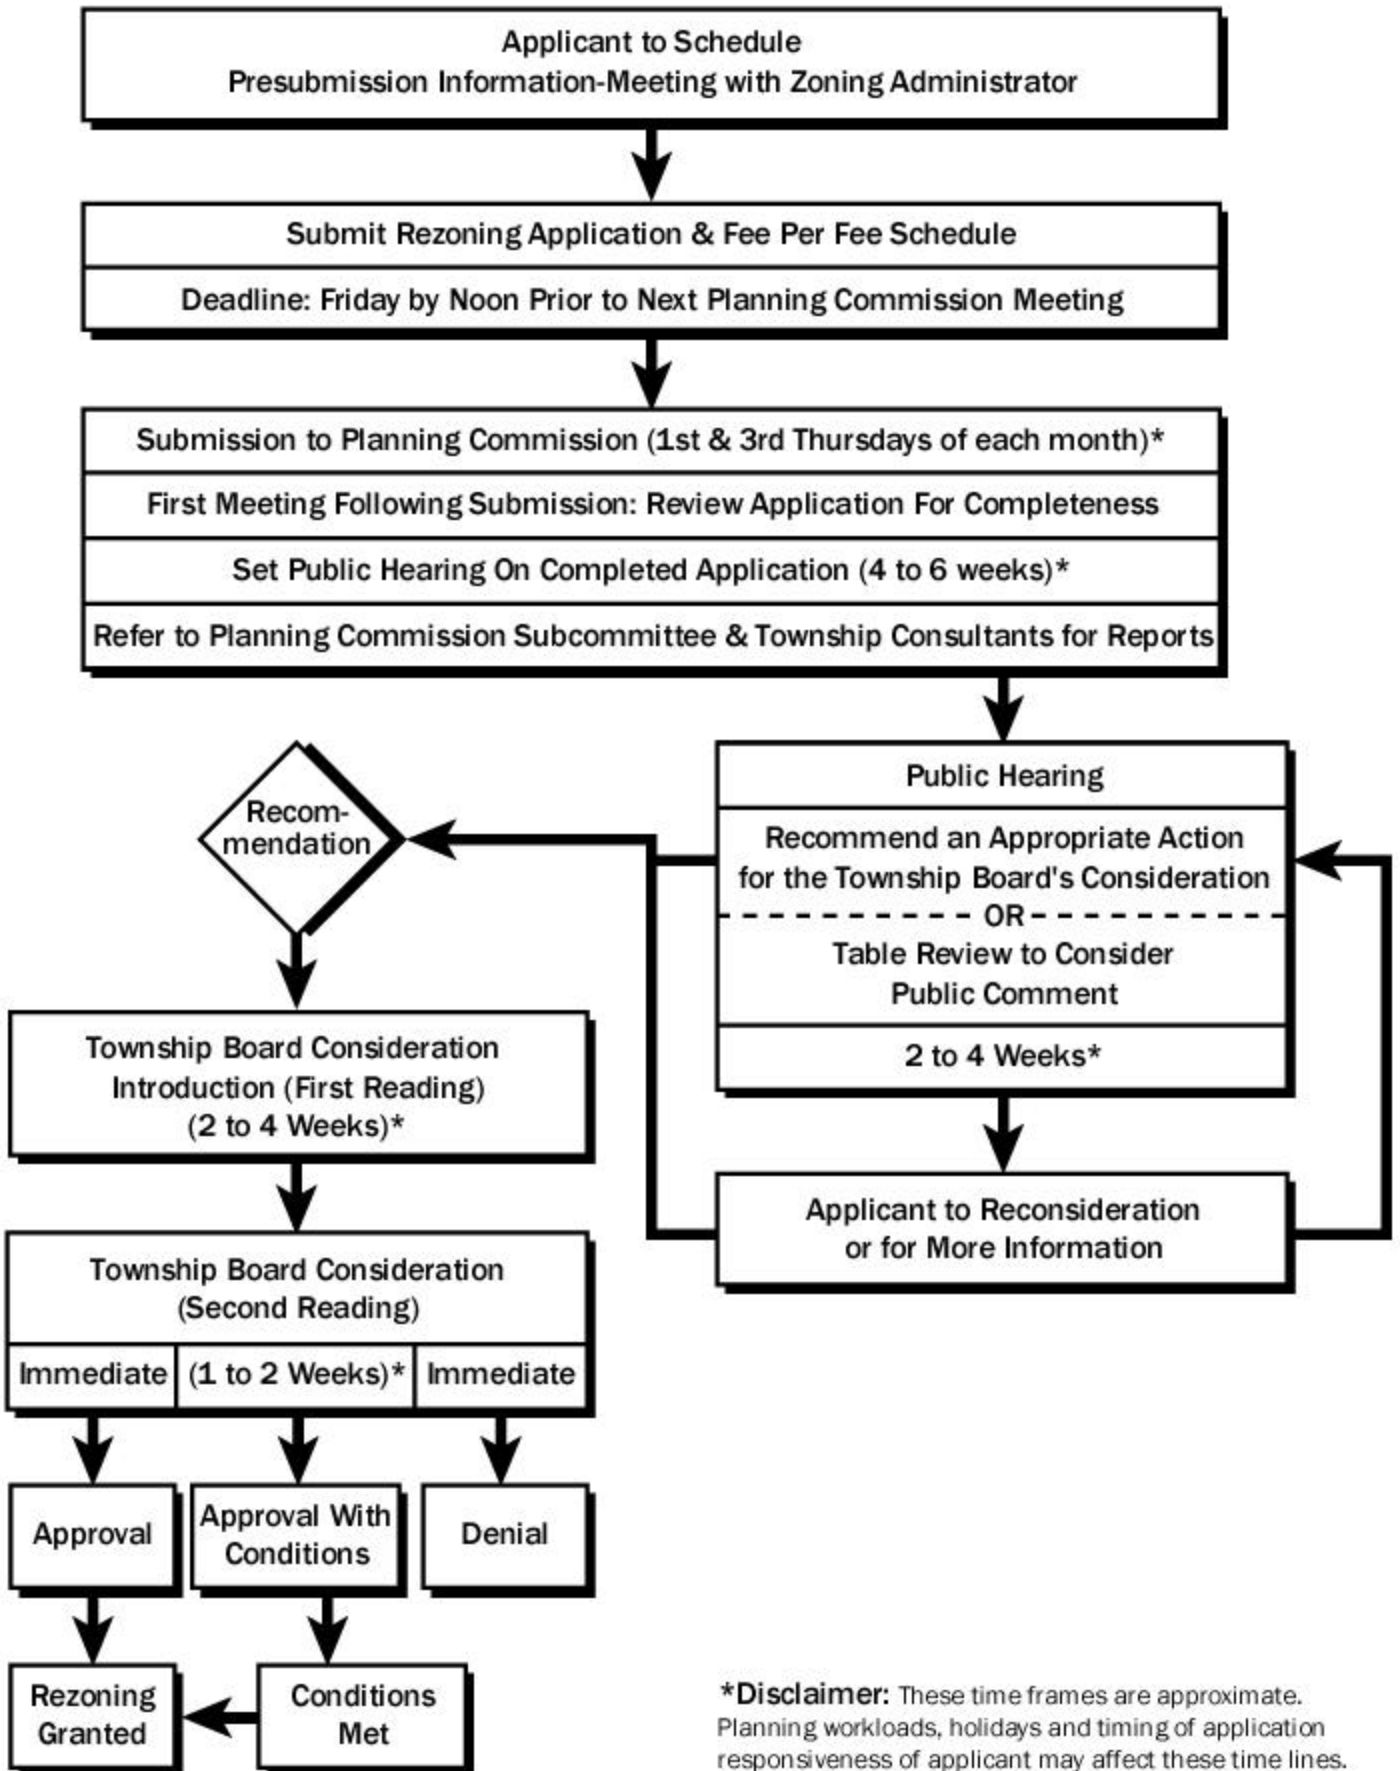 Applicant to Schedule
Presubmission Information-Meeting with Zoning Administrator
Submit Rezoning Application & Fee Per Fee Schedule
Deadline: Friday by Noon Prior to Next Planning Commission Meeting
Submission to Planning Commission (1st & 3rd Thursdays of each month)*
First Meeting Following Submission: Review Application For Completeness
Set Public Hearing On Completed Application (4 to 6 weeks)*
Refer to Planning Commission Subcommittee & Township Consultants for Reports
Public Hearing
Recommend an Appropriate Action
for the Township Board's Consideration
OR
Table Review to Consider
Public Comment
2 to 4 Weeks*
Applicant to Reconsideration
or for More Information
Recom-
mendation
Township Board Consideration
Introduction (First Reading)
(2 to 4 Weeks)*
Township Board Consideration
(Second Reading)
Immediate
(1 to 2 Weeks)*
Immediate
Approval
Approval With
Conditions
Denial
Rezoning
Granted
Conditions
Met
*Disclaimer: These time frames are approximate.
Planning workloads, holidays and timing of application
responsiveness of applicant may affect these time lines.